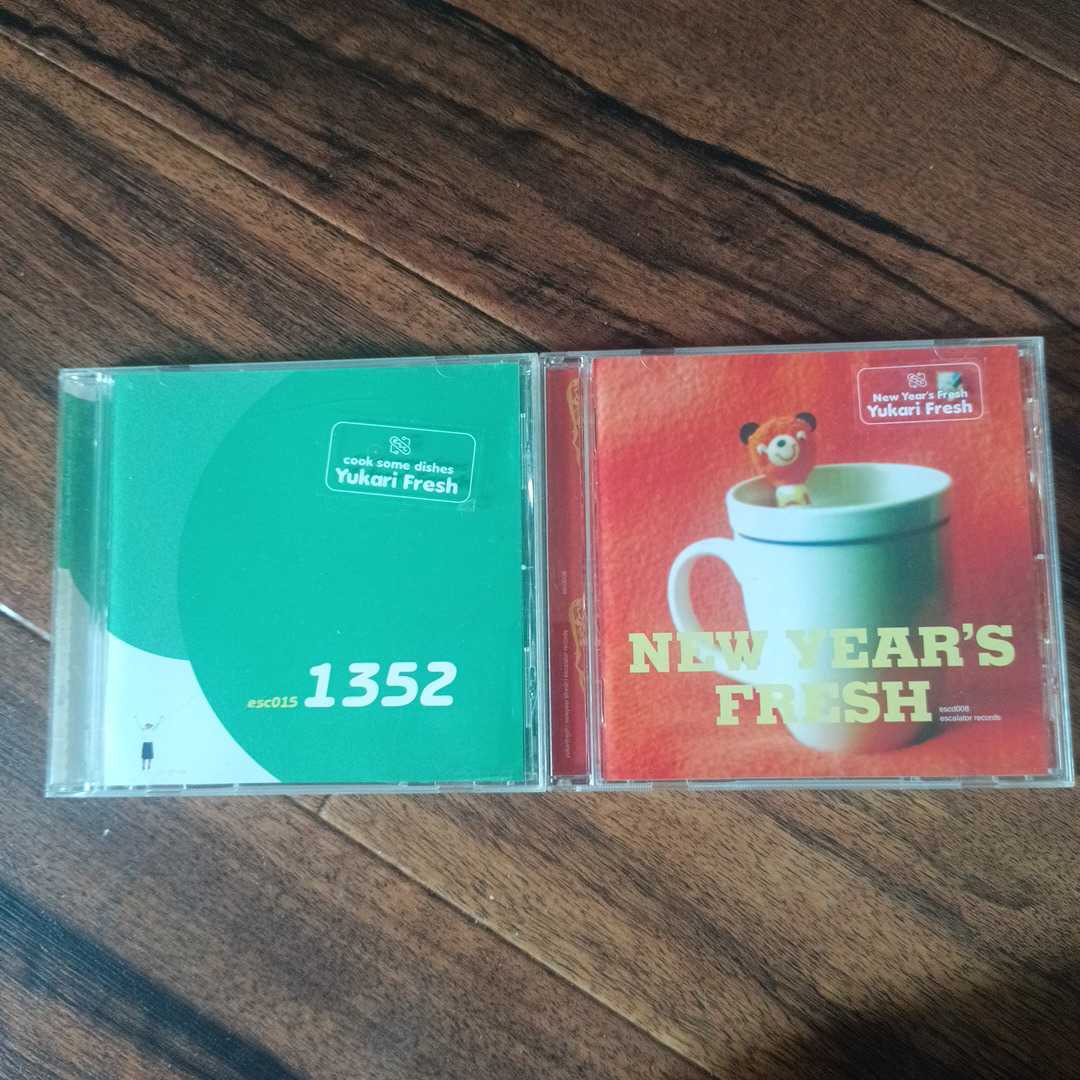 cook some dishes
Yukari Fresh
esc015 1352
New Year's Fresh
Yukari Fresh
NEW YEAR'S
FRESH
escd008
escalator records